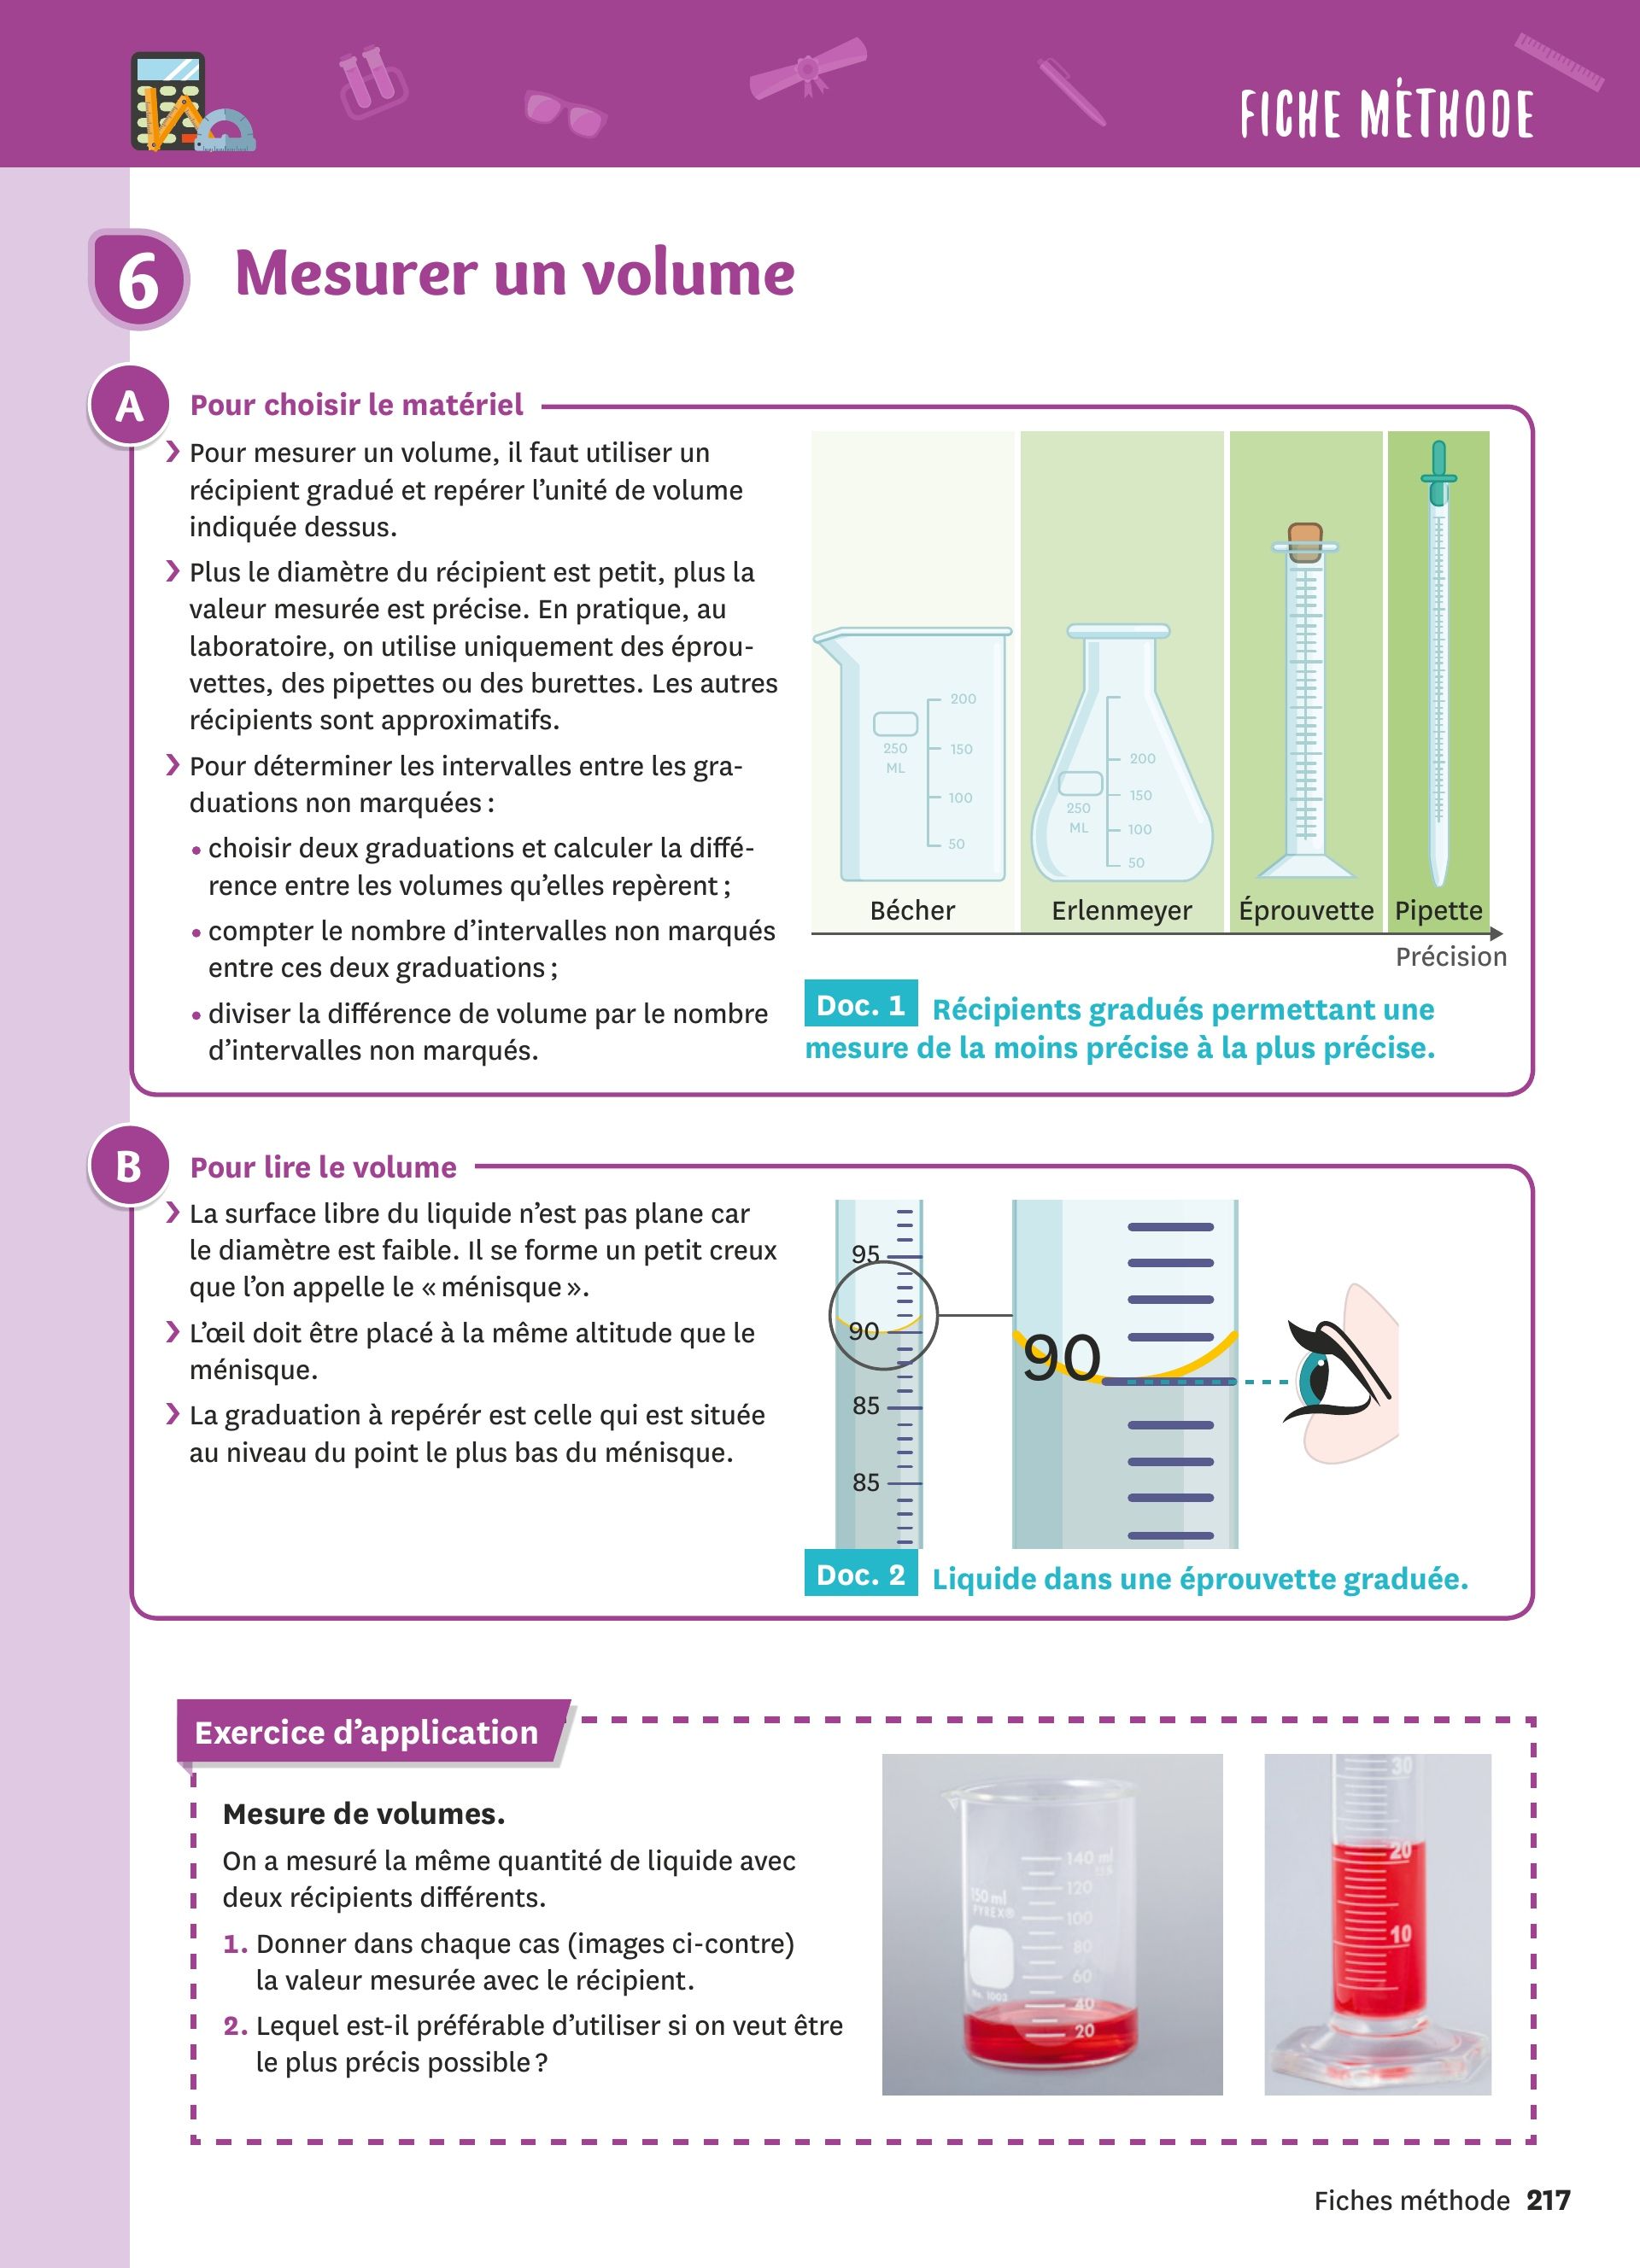 FICHE MÉTHODE
6 Mesurer un volume
A Pour choisir le matériel
❯ Pour mesurer un volume, il faut utiliser un
récipient gradué et repérer l’unité de volume
indiquée dessus.
❯ Plus le diamètre du récipient est petit, plus la
valeur mesurée est précise. En pratique, au
laboratoire, on utilise uniquement des éprou-
vettes, des pipettes ou des burettes. Les autres
récipients sont approximatifs.
❯ Pour déterminer les intervalles entre les gra-
duations non marquées :
• choisir deux graduations et calculer la diffé-
rence entre les volumes qu’elles repèrent ;
• compter le nombre d’intervalles non marqués
entre ces deux graduations ;
• diviser la différence de volume par le nombre
d’intervalles non marqués.
200
250
ML
150
100
50
200
250
ML
150
100
50
Bécher
Erlenmeyer
Éprouvette
Pipette
Précision
Doc. 1 Récipients gradués permettant une
mesure de la moins précise à la plus précise.
B Pour lire le volume
❯ La surface libre du liquide n’est pas plane car
le diamètre est faible. Il se forme un petit creux
que l’on appelle le « ménisque ».
❯ L’œil doit être placé à la même altitude que le
ménisque.
❯ La graduation à repérér est celle qui est située
au niveau du point le plus bas du ménisque.
95
90
85
85
90
Doc. 2 Liquide dans une éprouvette graduée.
Exercice d’application
Mesure de volumes.
On a mesuré la même quantité de liquide avec
deux récipients différents.
1. Donner dans chaque cas (images ci-contre)
la valeur mesurée avec le récipient.
2. Lequel est-il préférable d’utiliser si on veut être
le plus précis possible ?
140 ml
120
150 ml
PYREX®
100
80
60
No. 1003
40
20
30
20
10
Fiches méthode 217